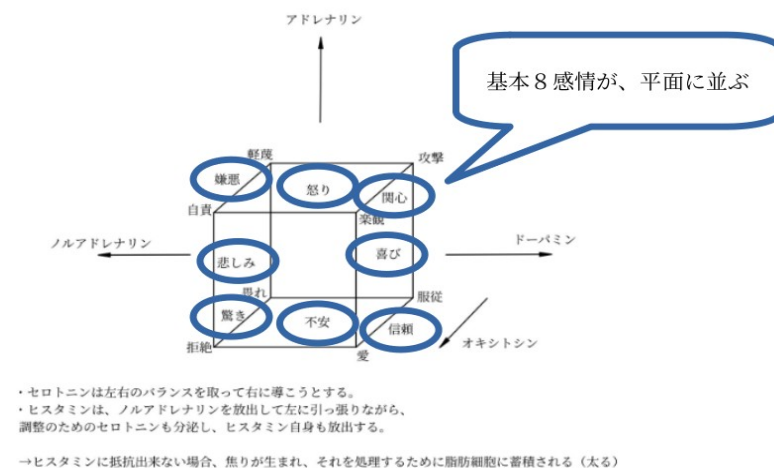 アドレナリン
基本８感情が、平面に並ぶ
軽蔑
攻撃
嫌悪
怒り
関心
自責
楽観
ノルアドレナリン
ドーパミン
悲しみ
喜び
畏れ
服従
驚き
不安
信頼
オキシトシン
拒絶
愛
・セロトニンは左右のバランスを取って右に導こうとする。
・ヒスタミンは、ノルアドレナリンを放出して左に引っ張りながら、
調整のためのセロトニンも分泌し、ヒスタミン自身も放出する。
→ヒスタミンに抵抗出来ない場合、焦りが生まれ、それを処理するために脂肪細胞に蓄積される（太る）